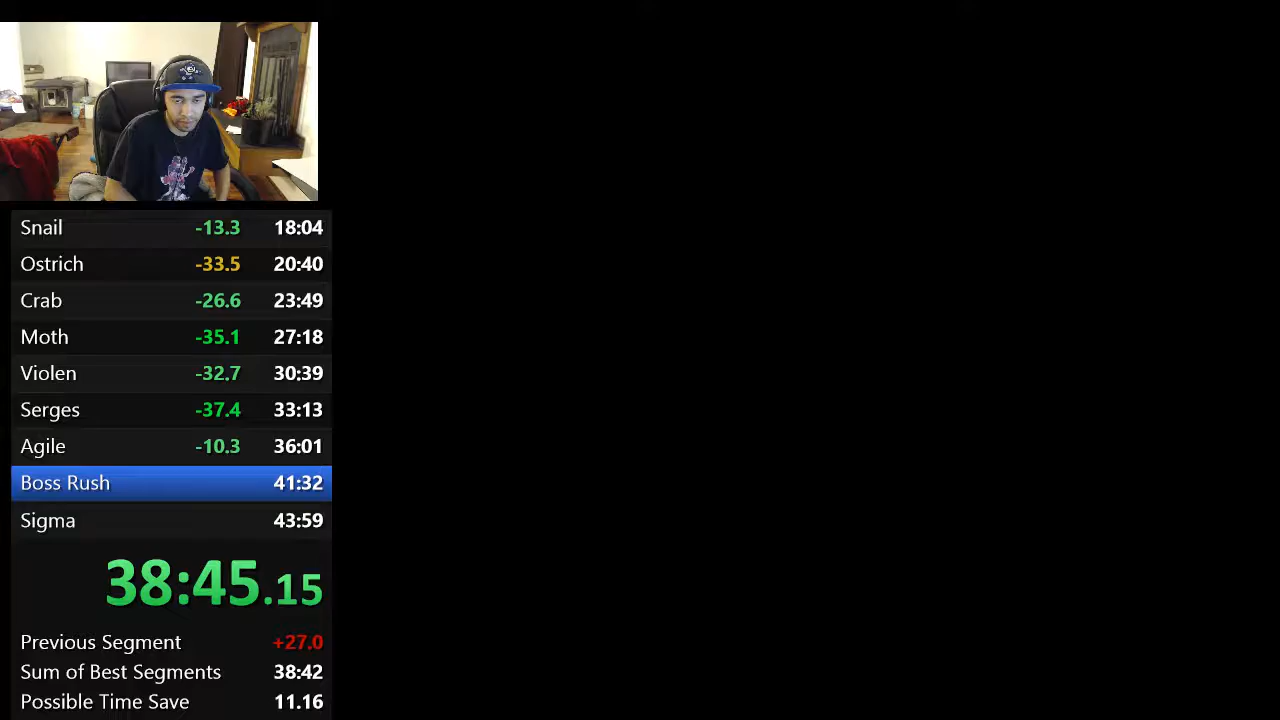 Snail -13.3 18:04
Ostrich -33.5 20:40
Crab -26.6 23:49
Moth -35.1 27:18
Violen -32.7 30:39
Serges -37.4 33:13
Agile -10.3 36:01
Boss Rush 41:32
Sigma 43:59
38:45.15
Previous Segment +27.0
Sum of Best Segments 38:42
Possible Time Save 11.16